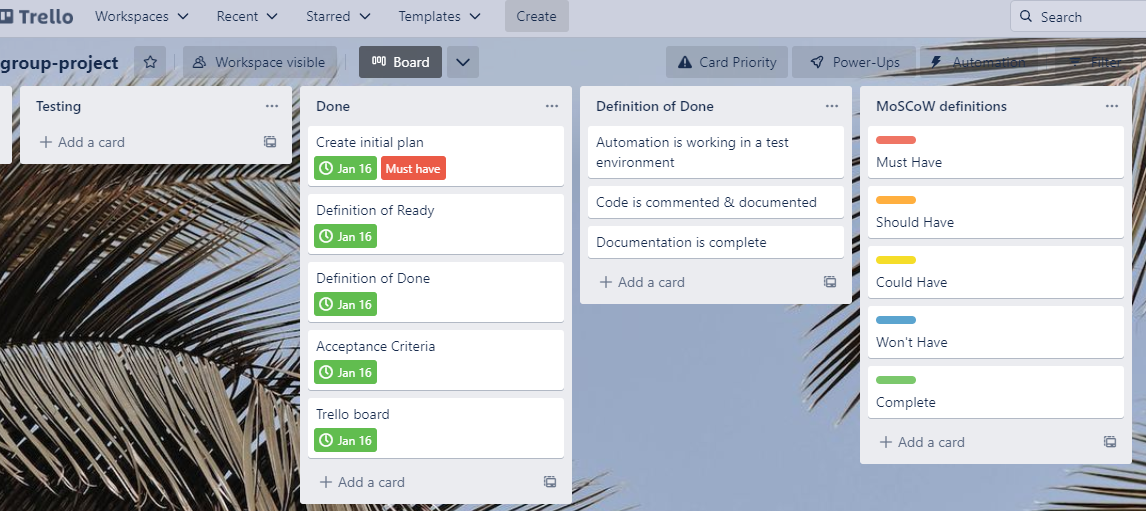 Trello
Workspaces
Recent
Starred
Templates
Create
Search
group-project
Workspace visible
Board
Card Priority
Power-Ups
Automation
Filter
Testing
Add a card
Done
Create initial plan
Jan 16 Must have
Definition of Ready
Jan 16
Definition of Done
Jan 16
Acceptance Criteria
Jan 16
Trello board
Jan 16
Add a card
Definition of Done
Automation is working in a test
environment
Code is commented & documented
Documentation is complete
Add a card
MoSCoW definitions
Must Have
Should Have
Could Have
Won't Have
Complete
Add a card